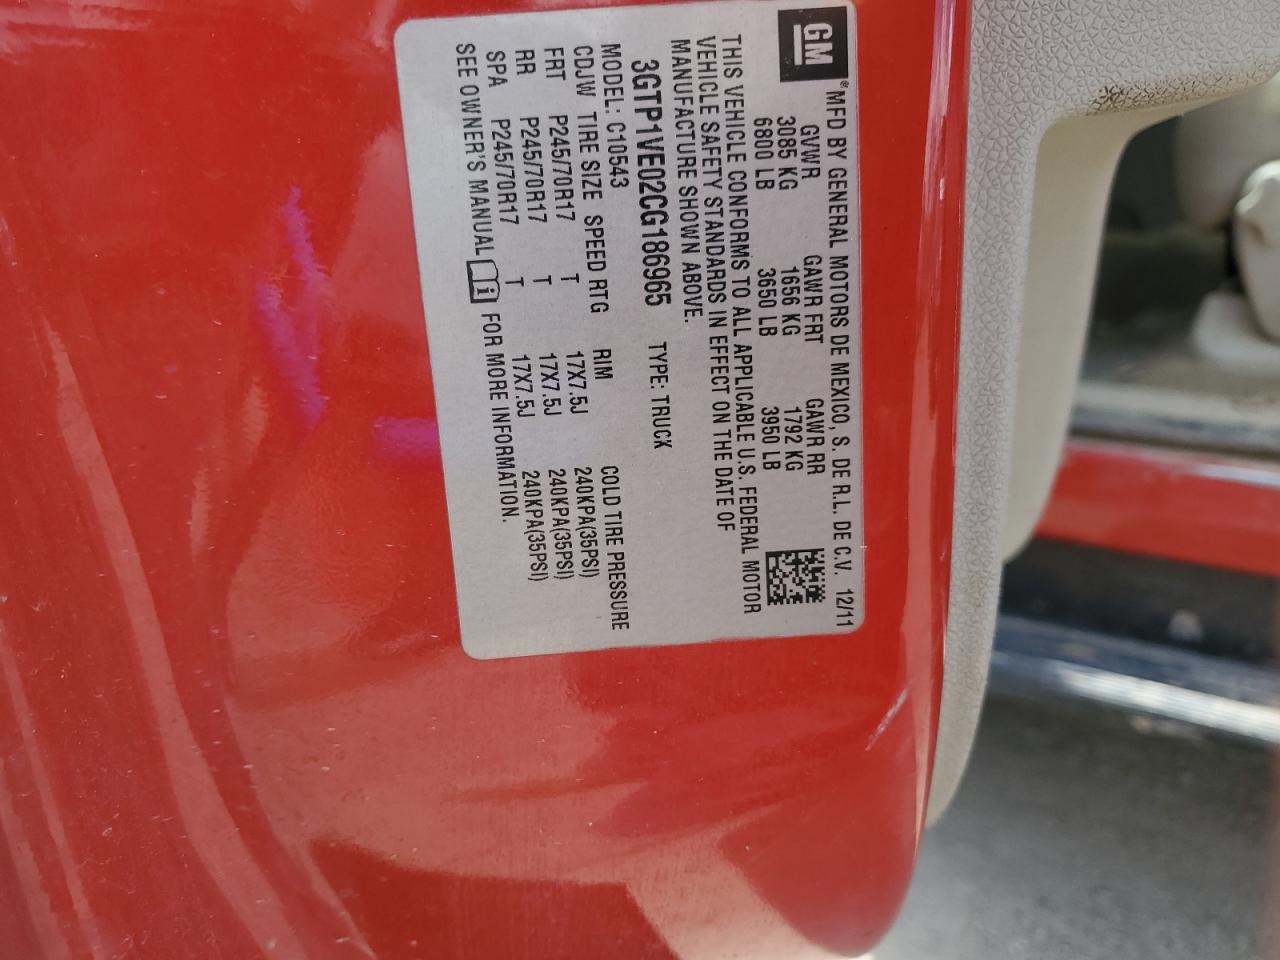 GM
®MFD BY GENERAL MOTORS DE MEXICO, S. DE R.L. DE C.V. 12/11
GVWR GAWR FRT GAWR RR
3085 KG 1656 KG 1792 KG
6800 LB 3650 LB 3950 LB
THIS VEHICLE CONFORMS TO ALL APPLICABLE U.S. FEDERAL MOTOR
VEHICLE SAFETY STANDARDS IN EFFECT ON THE DATE OF
MANUFACTURE SHOWN ABOVE.
3GTP1VE02CG186965 TYPE: TRUCK
MODEL: C10543
CDJW TIRE SIZE SPEED RTG RIM COLD TIRE PRESSURE
FRT P245/70R17 T 17X7.5J 240KPA(35PSI)
RR P245/70R17 T 17X7.5J 240KPA(35PSI)
SPA P245/70R17 T 17X7.5J 240KPA(35PSI)
SEE OWNER'S MANUAL i FOR MORE INFORMATION.